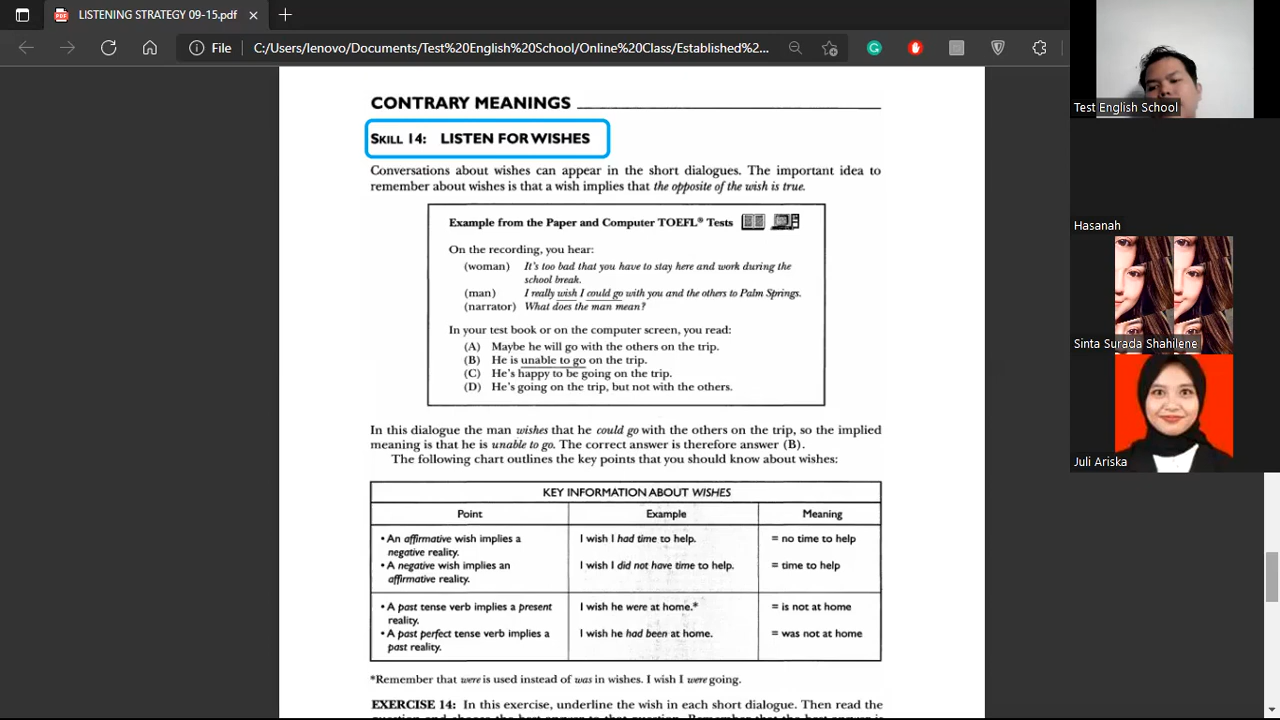 LISTENING STRATEGY 09-15.pdf
File
C:/Users/lenovo/Documents/Test%20English%20School/Online%20Class/Established%2...
CONTRARY MEANINGS
SKILL 14: LISTEN FOR WISHES
Conversations about wishes can appear in the short dialogues. The important idea to
remember about wishes is that a wish implies that the opposite of the wish is true.
Example from the Paper and Computer TOEFL® Tests
On the recording, you hear:
(woman) It's too bad that you have to stay here and work during the
school break.
(man) I really wish I could go with you and the others to Palm Springs.
(narrator) What does the man mean?
In your test book or on the computer screen, you read:
(A) Maybe he will go with the others on the trip.
(B) He is unable to go on the trip.
(C) He's happy to be going on the trip.
(D) He's going on the trip, but not with the others.
In this dialogue the man wishes that he could go with the others on the trip, so the implied
meaning is that he is unable to go. The correct answer is therefore answer (B).
The following chart outlines the key points that you should know about wishes:
KEY INFORMATION ABOUT WISHES
Point Example Meaning
• An affirmative wish implies a I wish I had time to help. = no time to help
negative reality.
• A negative wish implies an I wish I did not have time to help. = time to help
affirmative reality.
• A past tense verb implies a present I wish he were at home.* = is not at home
reality.
• A past perfect tense verb implies a I wish he had been at home. = was not at home
past reality.
*Remember that were is used instead of was in wishes. I wish I were going.
EXERCISE 14: In this exercise, underline the wish in each short dialogue. Then read the
question and choose the best answer to that question. Remember that the best answer is
Test English School
Hasanah
Sinta Surada Shahilene
Juli Ariska